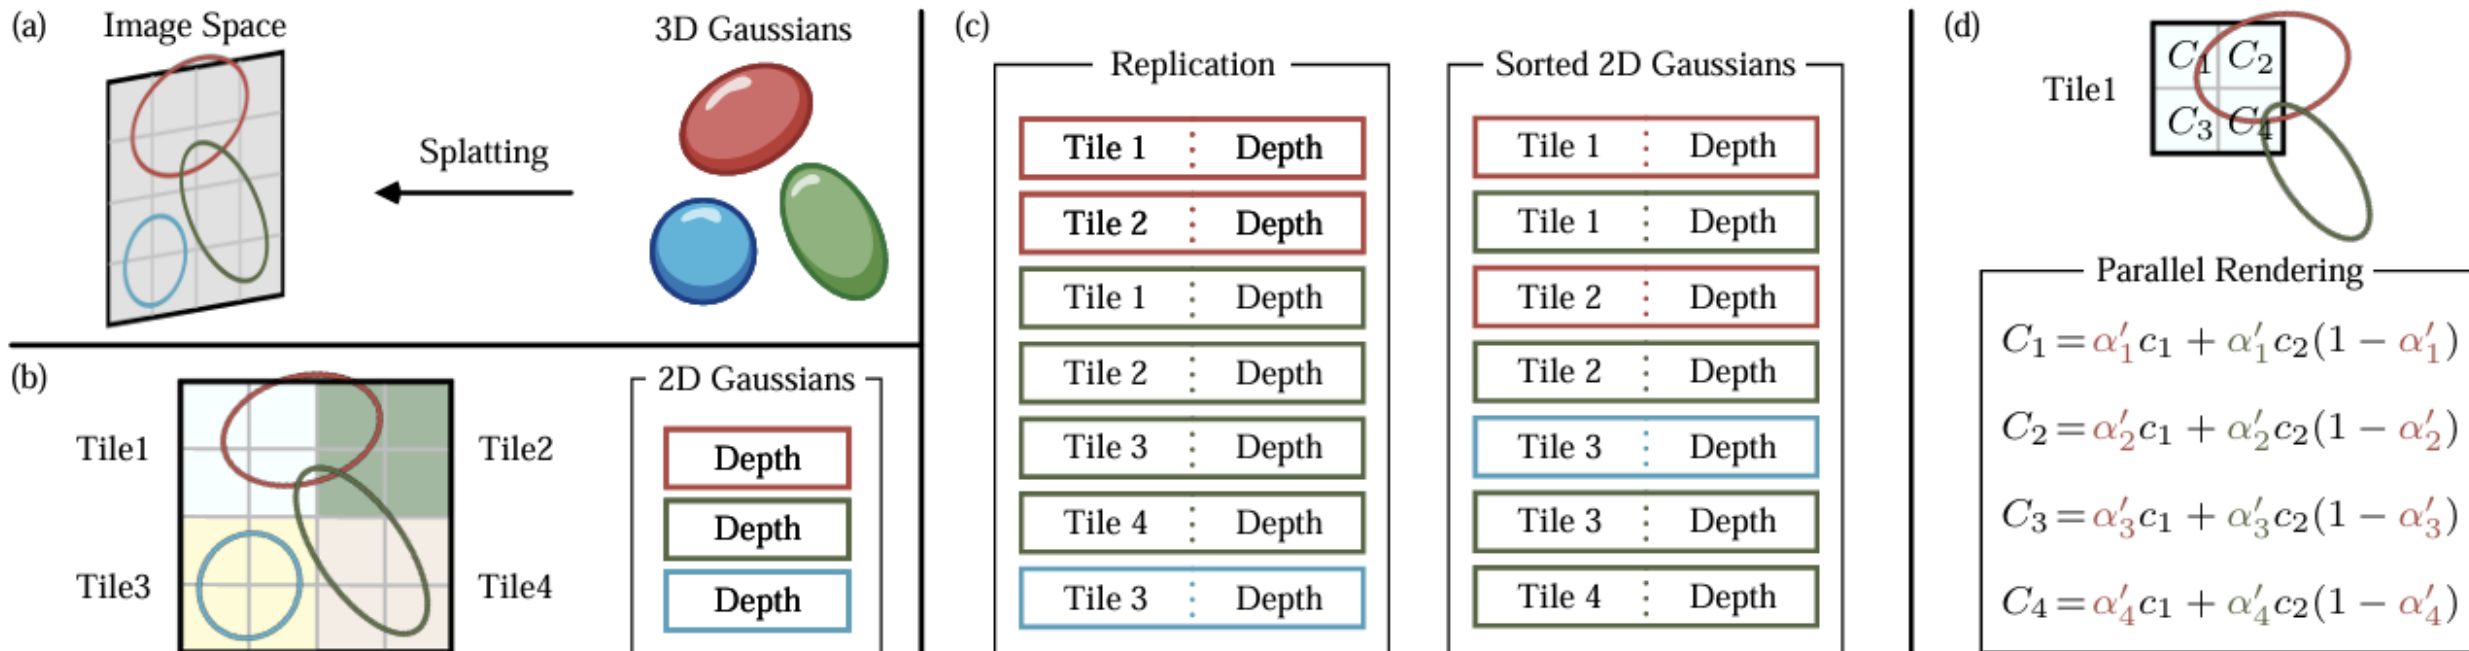 (a)
Image Space
3D Gaussians
Splatting
(b)
Tile1
Tile2
Tile3
Tile4
2D Gaussians
Depth
Depth
Depth
(c)
Replication
Tile 1 Depth
Tile 2 Depth
Tile 1 Depth
Tile 2 Depth
Tile 3 Depth
Tile 4 Depth
Tile 3 Depth
Sorted 2D Gaussians
Tile 1 Depth
Tile 1 Depth
Tile 2 Depth
Tile 2 Depth
Tile 3 Depth
Tile 3 Depth
Tile 4 Depth
(d)
Tile1
C₁ C₂
C₃ C₄
Parallel Rendering
C₁ = α′₁c₁ + α′₁c₂(1 − α′₁)
C₂ = α′₂c₁ + α′₂c₂(1 − α′₂)
C₃ = α′₃c₁ + α′₃c₂(1 − α′₃)
C₄ = α′₄c₁ + α′₄c₂(1 − α′₄)